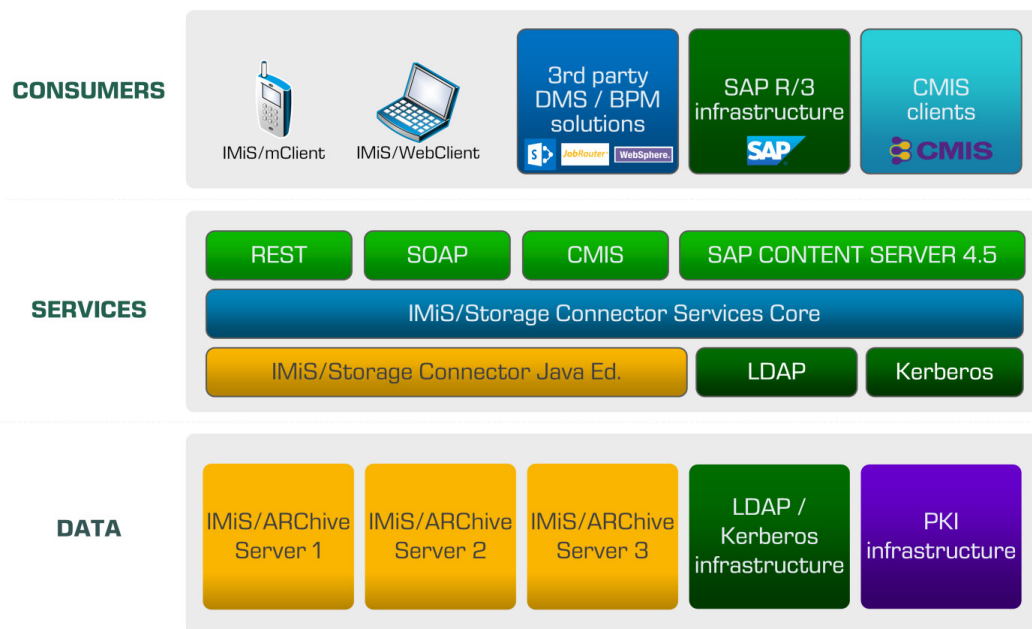 CONSUMERS
IMiS/mClient
IMiS/WebClient
3rd party
DMS / BPM
solutions
S
JobRouter
WebSphere.
SAP R/3
infrastructure
SAP
CMIS
clients
CMIS
SERVICES
REST
SOAP
CMIS
SAP CONTENT SERVER 4.5
IMiS/Storage Connector Services Core
IMiS/Storage Connector Java Ed.
LDAP
Kerberos
DATA
IMiS/ARChive
Server 1
IMiS/ARChive
Server 2
IMiS/ARChive
Server 3
LDAP /
Kerberos
infrastructure
PKI
infrastructure